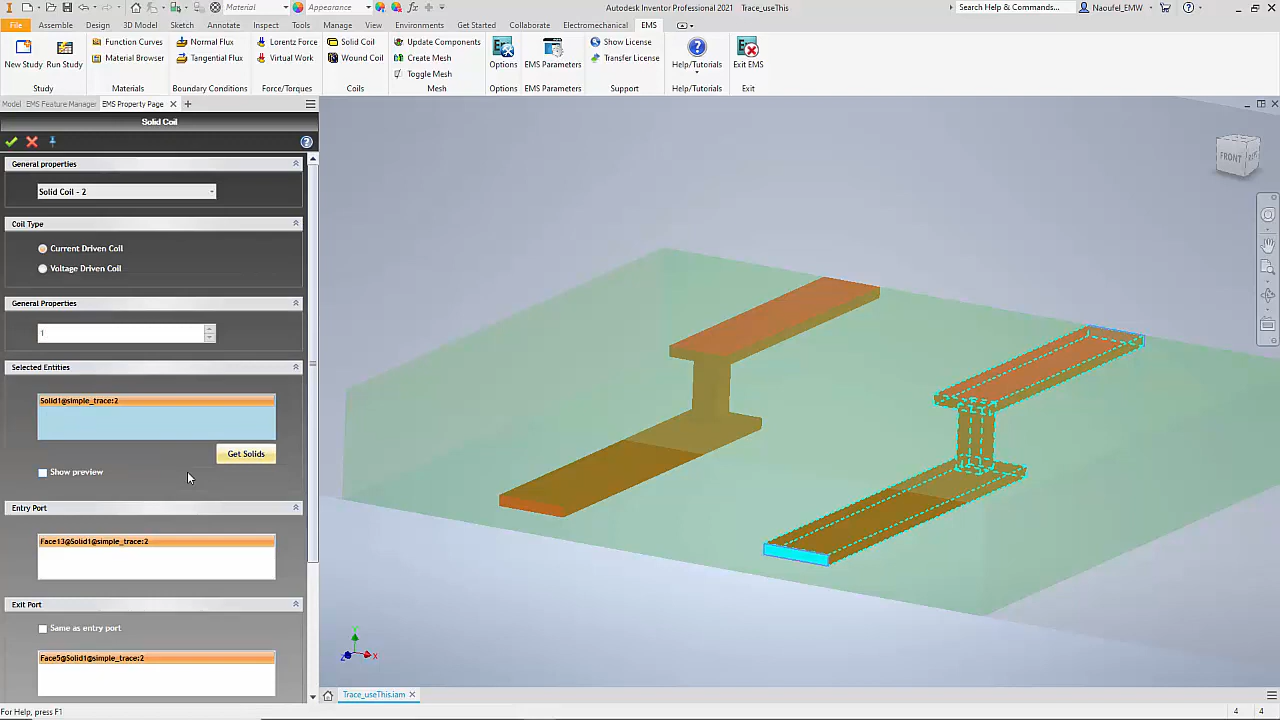 Material
Appearance
Autodesk Inventor Professional 2021 Trace_useThis
Search Help & Commands...
Naoufel_EMW
File Assemble Design 3D Model Sketch Annotate Inspect Tools Manage View Environments Get Started Collaborate Electromechanical EMS
New Study
Run Study
Study
Function Curves
Material Browser
Materials
Normal Flux
Tangential Flux
Boundary Conditions
Lorentz Force
Virtual Work
Force/Torques
Solid Coil
Wound Coil
Coils
Update Components
Create Mesh
Toggle Mesh
Mesh
Options
Options
EMS Parameters
EMS Parameters
Show License
Transfer License
Support
Help/Tutorials
Help/Tutorials
Exit EMS
Exit
Model EMS Feature Manager EMS Property Page
Solid Coil
General properties
Solid Coil - 2
Coil Type
Current Driven Coil
Voltage Driven Coil
General Properties
1
Selected Entities
Solid1@simple_trace:2
Get Solids
Show preview
Entry Port
Face13@Solid1@simple_trace:2
Exit Port
Same as entry port
Face5@Solid1@simple_trace:2
FRONT
Y
Z
X
Trace_useThis.iam
For Help, press F1
4 4